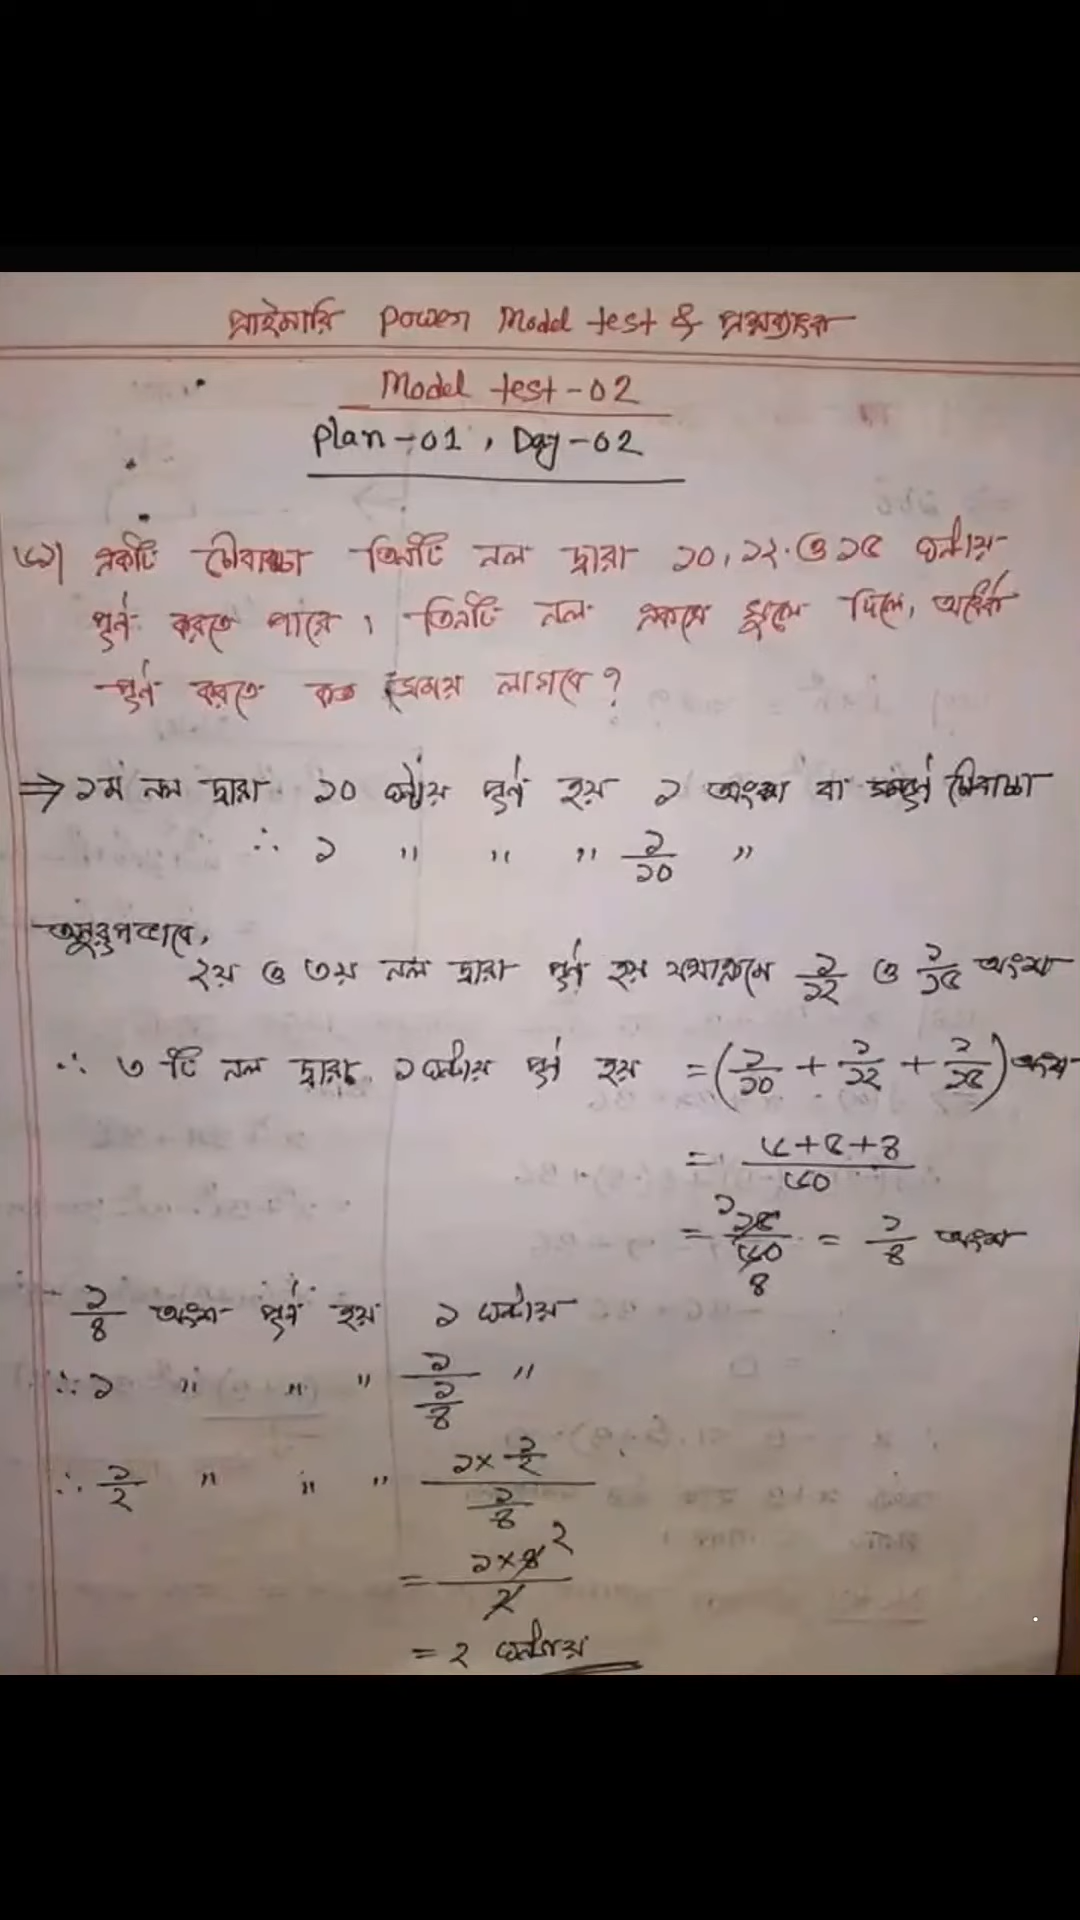 প্রাইমারি Power Model test & প্রশ্নব্যাংক
Model test-02
Plan-01, Day-02
৬১) একটি চৌবাচ্চা তিনটি নল দ্বারা ১০, ১২ ও ১৫ ঘন্টায়
পূর্ণ করতে পারে। তিনটি নল একসাথে খুলে দিলে, অর্ধেক
পূর্ণ করতে কত সময় লাগবে?
⇒ ১ম নল দ্বারা ১০ ঘন্টায় পূর্ণ হয় ১ অংশ বা সম্পূর্ণ চৌবাচ্চা
∴ ১ " " " ১/১০ "
অনুরূপভাবে,
২য় ও ৩য় নল দ্বারা পূর্ণ হয় যথাক্রমে ১/১২ ও ১/১৫ অংশ
∴ ৩ টি নল দ্বারা ১ ঘন্টায় পূর্ণ হয় = (১/১০ + ১/১২ + ১/১৫) অংশ
= ৬+৫+৪/৬০
= ১৫/৬০ = ১/৪ অংশ
১/৪ অংশ পূর্ণ হয় ১ ঘন্টায়
∴ ১ " " " ১/(১/৪) "
∴ ১/২ " " " (১×১/২)/(১/৪)
= ১×৪/২
= ২ ঘন্টায়